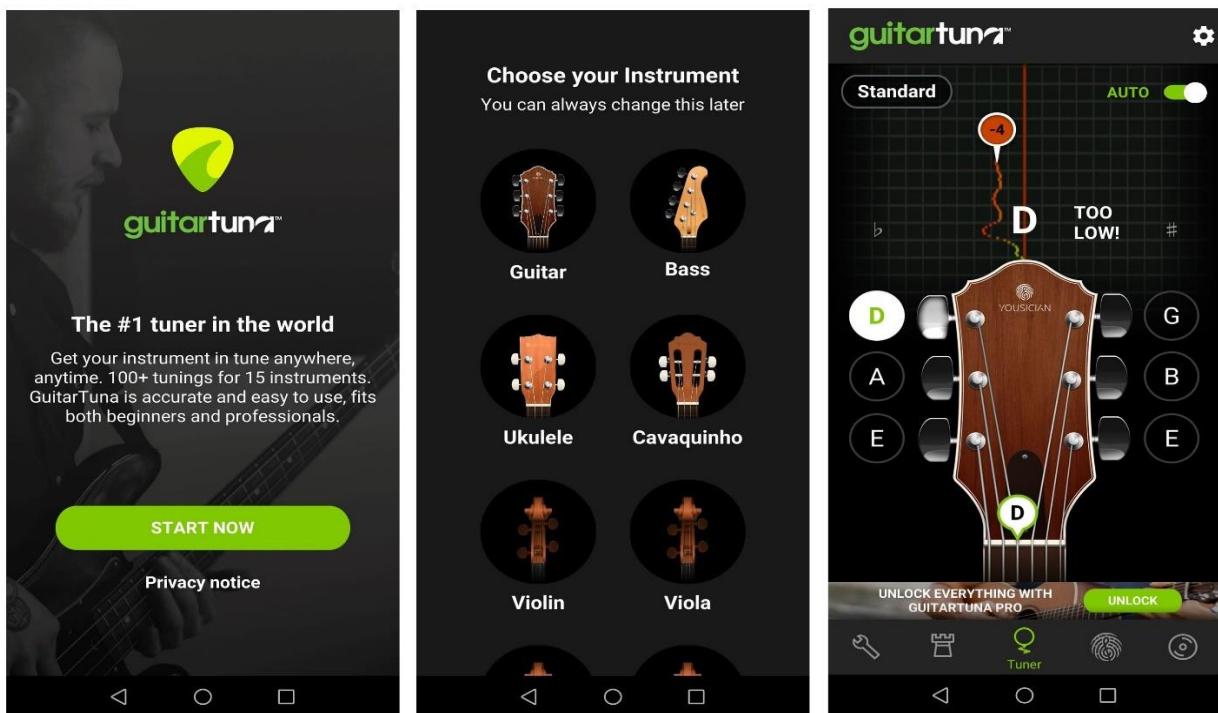 guitartuna™
The #1 tuner in the world
Get your instrument in tune anywhere,
anytime. 100+ tunings for 15 instruments.
GuitarTuna is accurate and easy to use, fits
both beginners and professionals.
START NOW
Privacy notice
Choose your Instrument
You can always change this later
Guitar
Bass
Ukulele
Cavaquinho
Violin
Viola
guitartuna™
Standard
AUTO
-4
D
TOO
LOW!
♭
♯
YOUSICIAN
D
G
A
B
E
E
D
UNLOCK EVERYTHING WITH
GUITARTUNA PRO
UNLOCK
Tuner